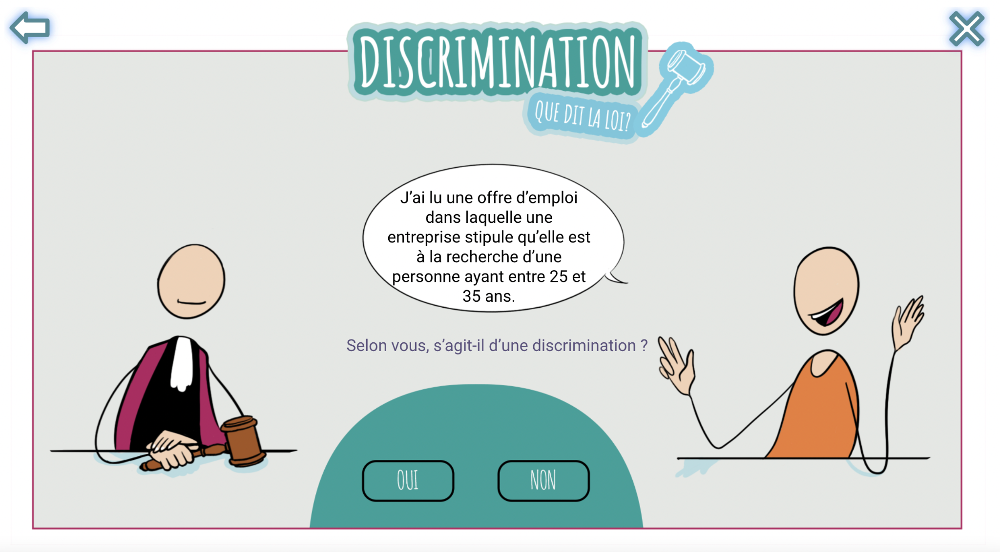 DISCRIMINATION
QUE DIT LA LOI?
J’ai lu une offre d’emploi
dans laquelle une
entreprise stipule qu’elle est
à la recherche d’une
personne ayant entre 25 et
35 ans.
Selon vous, s’agit-il d’une discrimination ?
OUI
NON